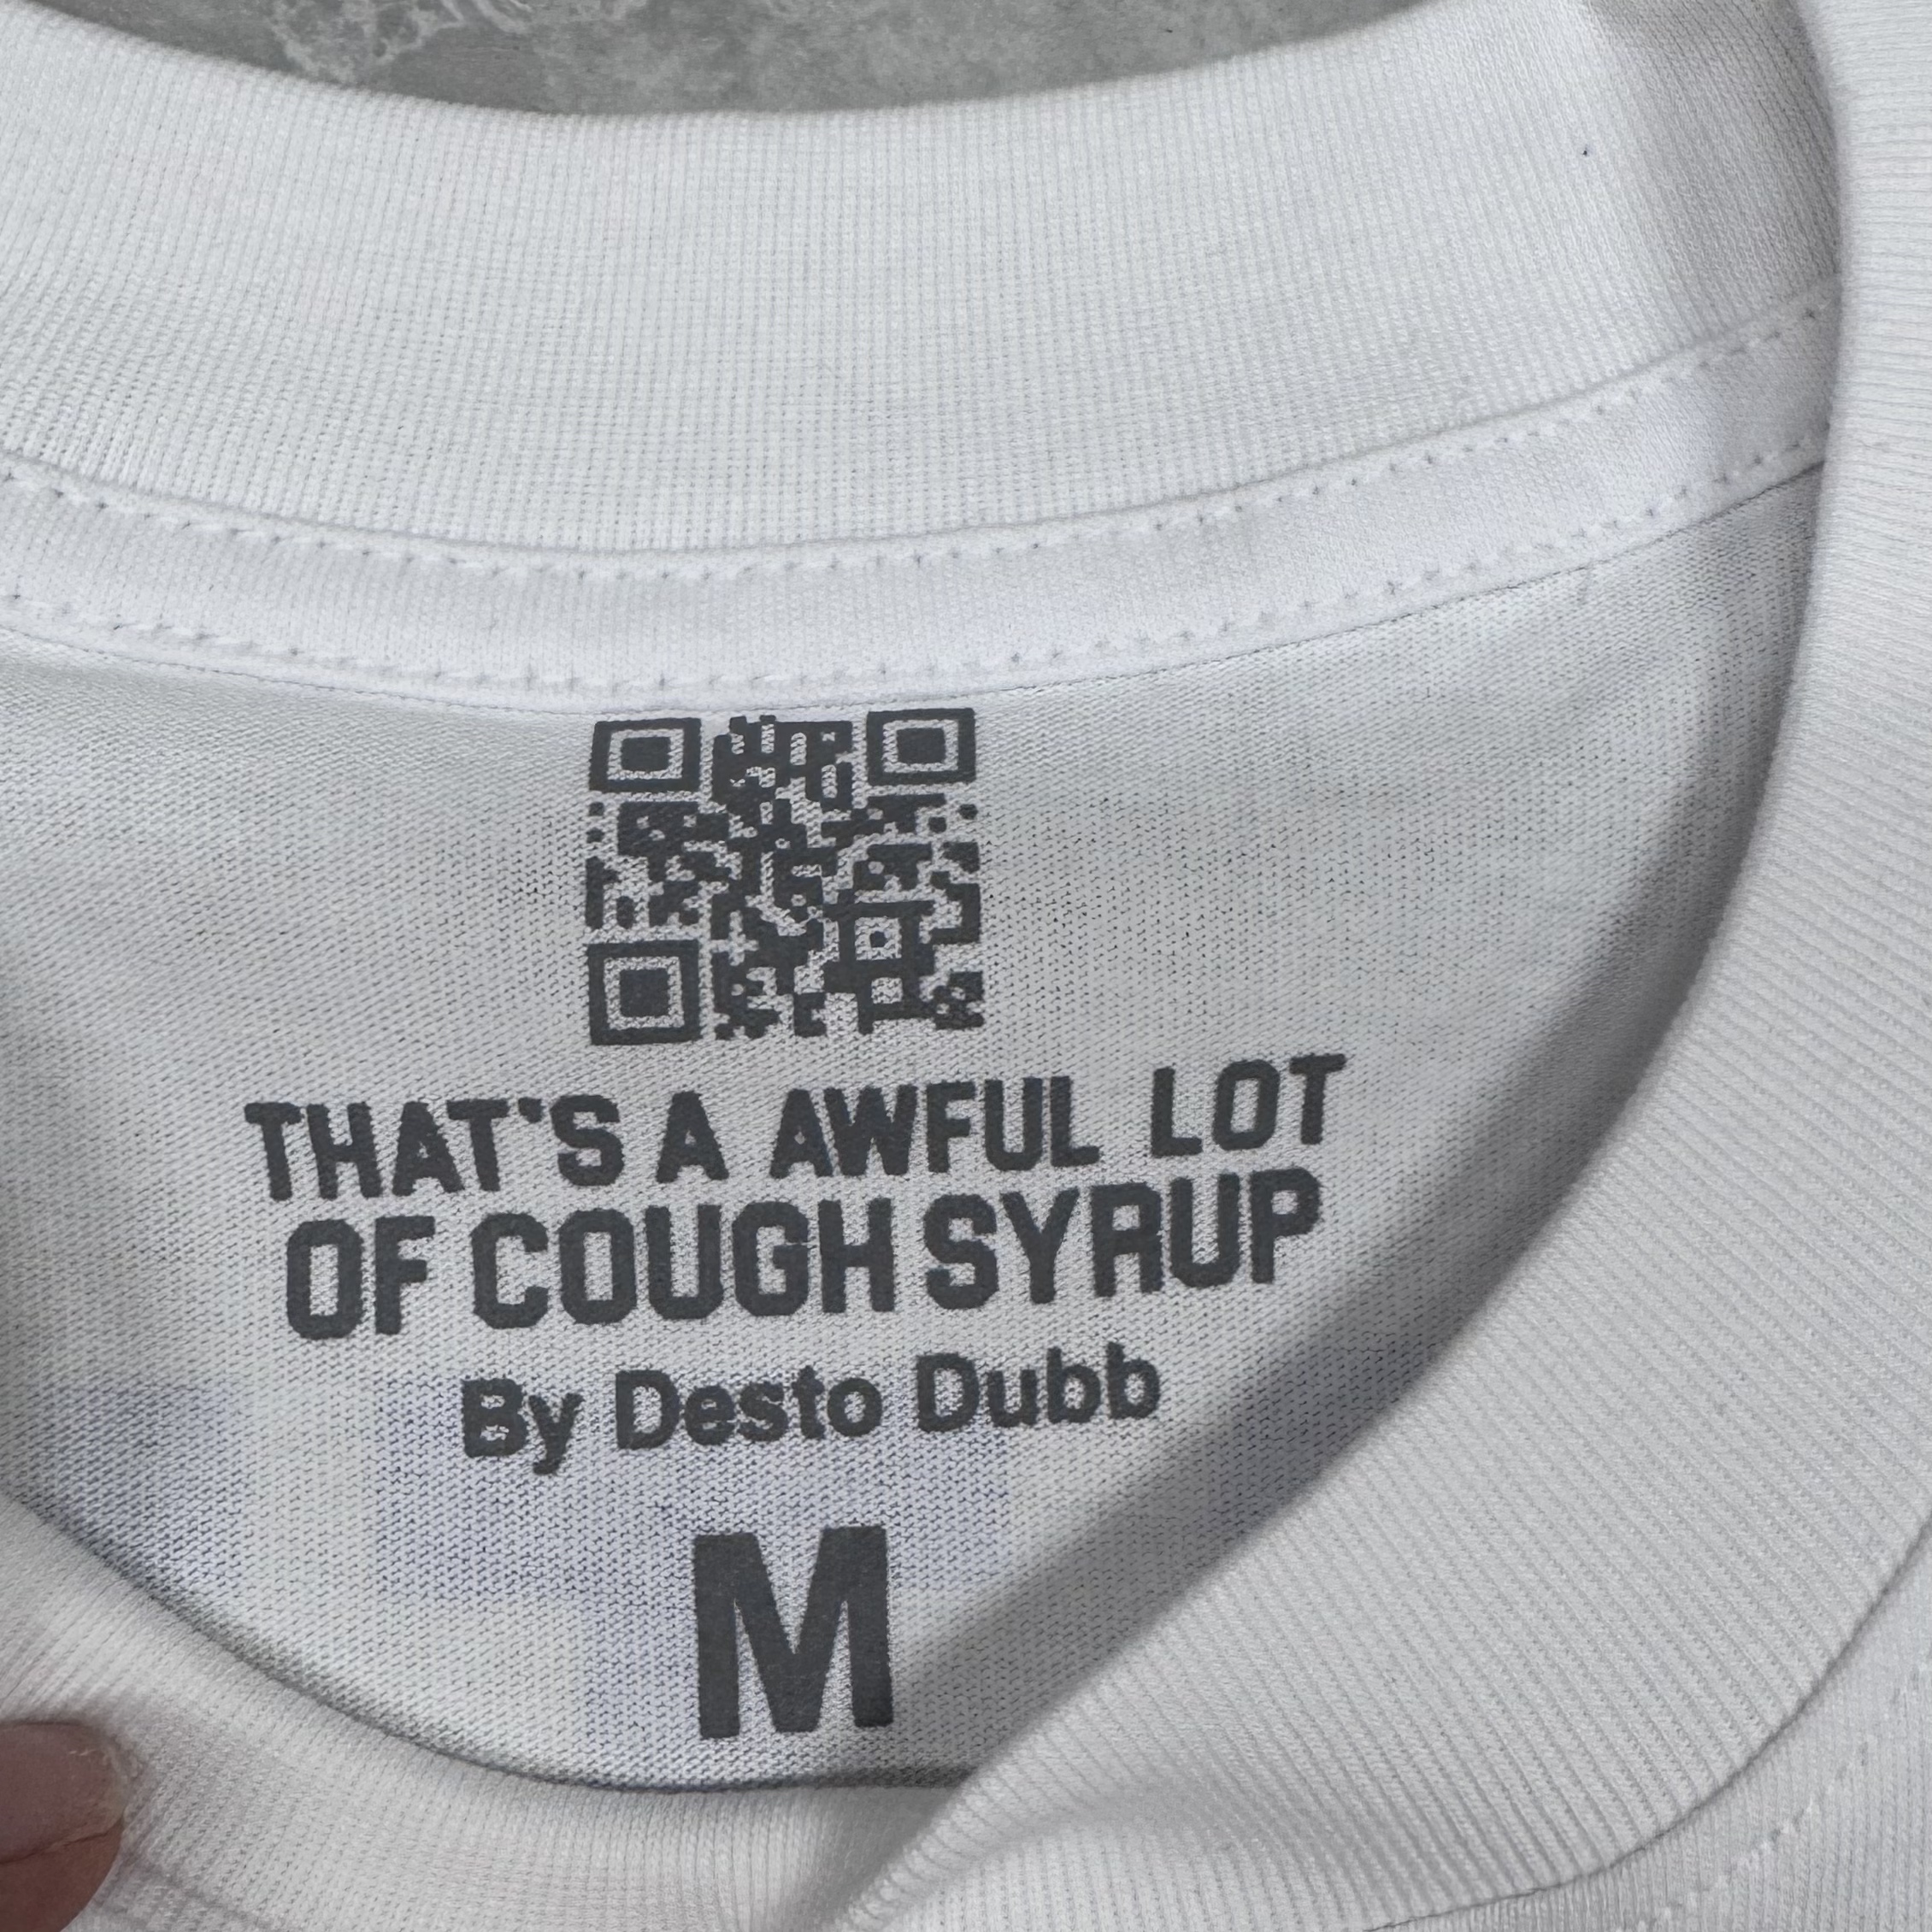 THAT'S A AWFUL LOT
OF COUGH SYRUP
By Desto Dubb
M